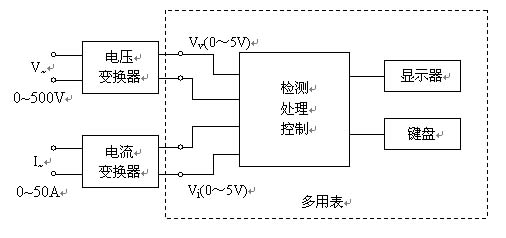 V~
0~500V
电压
变换器
Vv(0～5V)
检测
处理
控制
显示器
键盘
I~
0~50A
电流
变换器
Vi(0～5V)
多用表